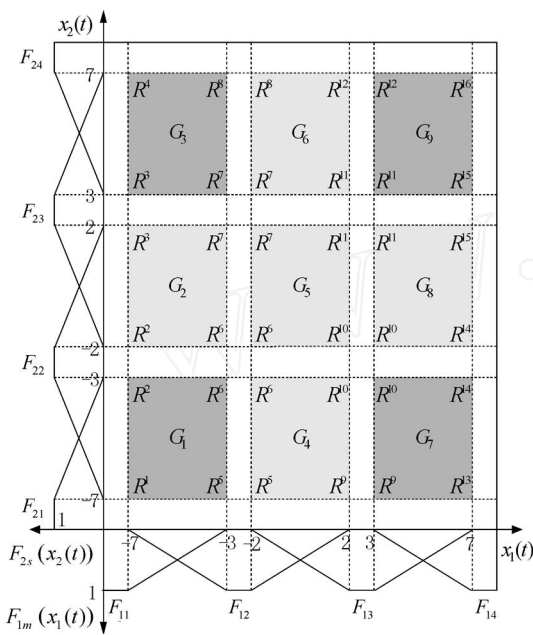 x₂(t)
F₂₄
7
R⁴ R⁸ R⁸ R¹² R¹² R¹⁶
G₃ G₆ G₉
R³ R⁷ R⁷ R¹¹ R¹¹ R¹⁵
3
F₂₃
2
R³ R⁷ R⁷ R¹¹ R¹¹ R¹⁵
G₂ G₅ G₈
R² R⁶ R⁶ R¹⁰ R¹⁰ R¹⁴
-2
F₂₂
-3
R² R⁶ R⁶ R¹⁰ R¹⁰ R¹⁴
G₁ G₄ G₇
R¹ R⁵ R⁵ R⁹ R⁹ R¹³
-7
F₂₁
1
F₂ₛ (x₂(t)) -7 -3 -2 2 3 7 x₁(t)
1
F₁₁ F₁₂ F₁₃ F₁₄
F₁ₘ (x₁(t))